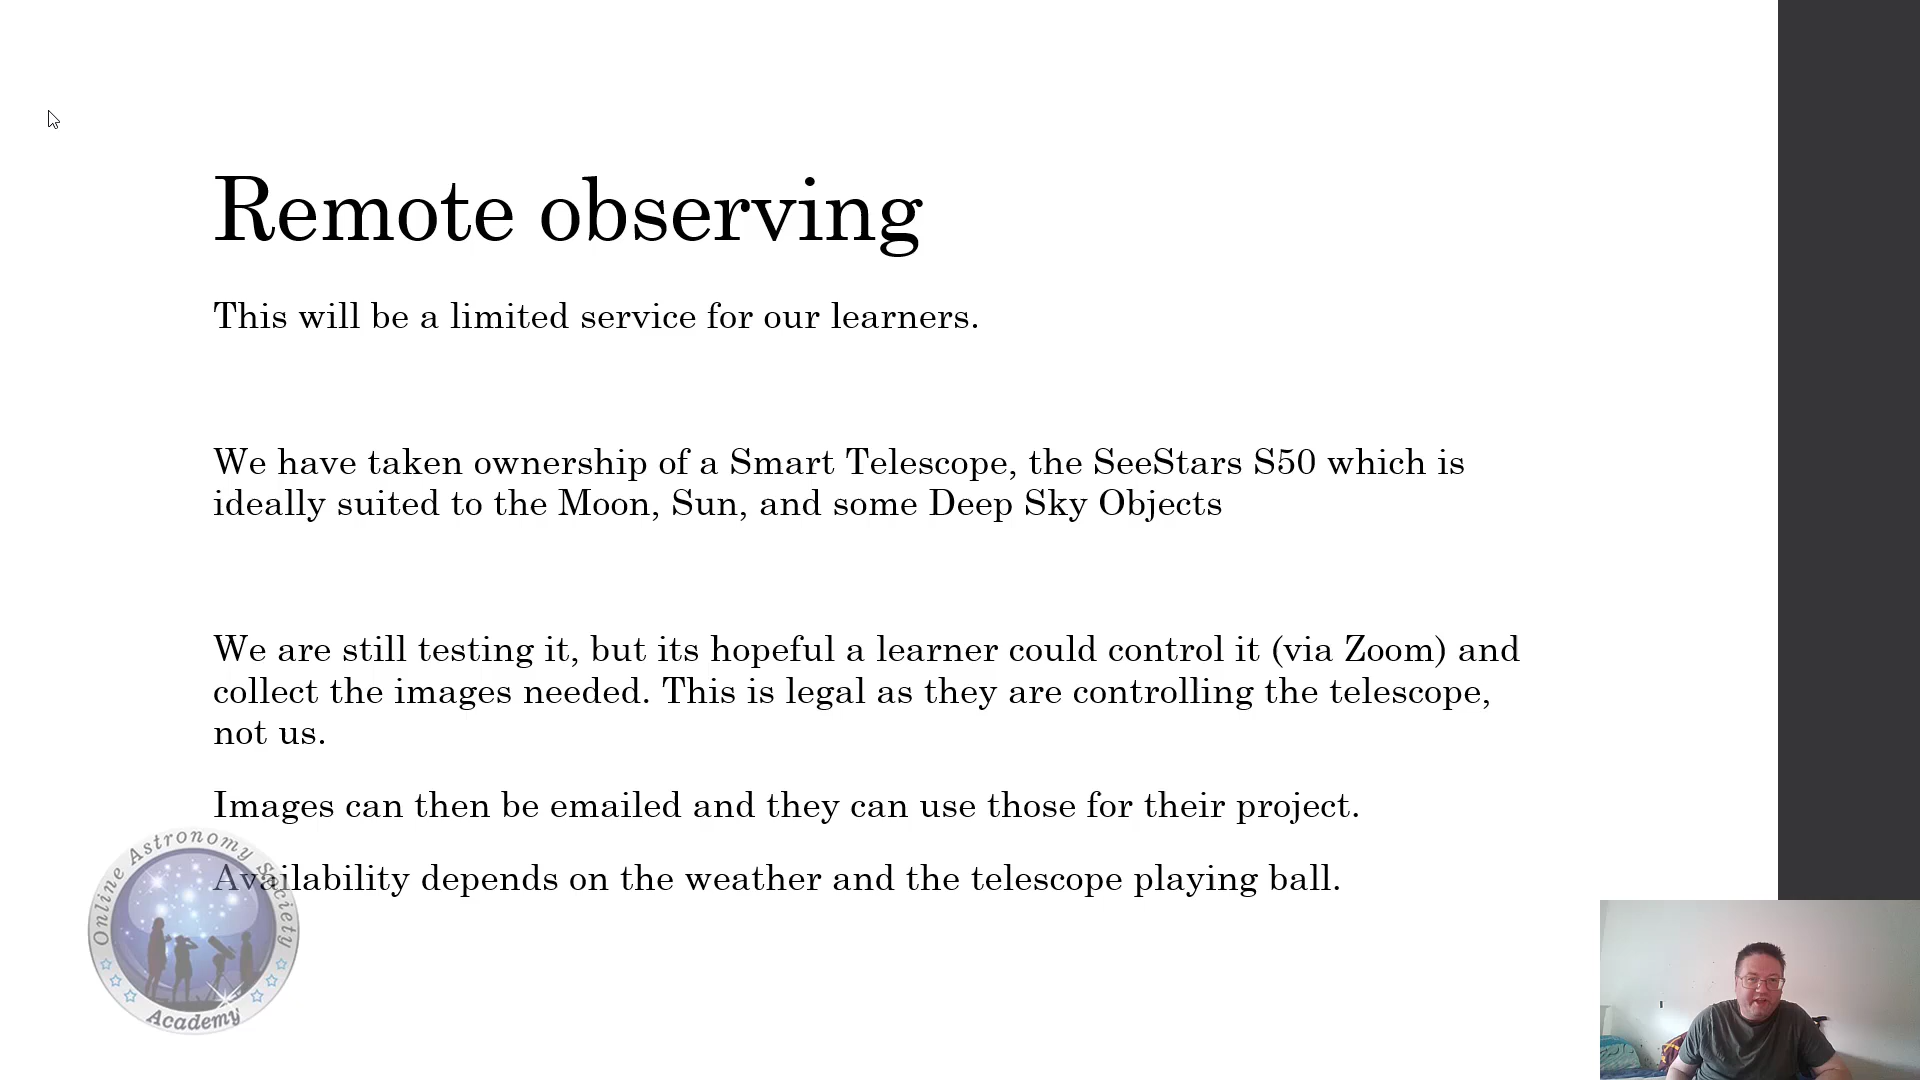 Remote observing
This will be a limited service for our learners.
We have taken ownership of a Smart Telescope, the SeeStars S50 which is
ideally suited to the Moon, Sun, and some Deep Sky Objects
We are still testing it, but its hopeful a learner could control it (via Zoom) and
collect the images needed. This is legal as they are controlling the telescope,
not us.
Images can then be emailed and they can use those for their project.
Availability depends on the weather and the telescope playing ball.
Online Astronomy Society
Academy